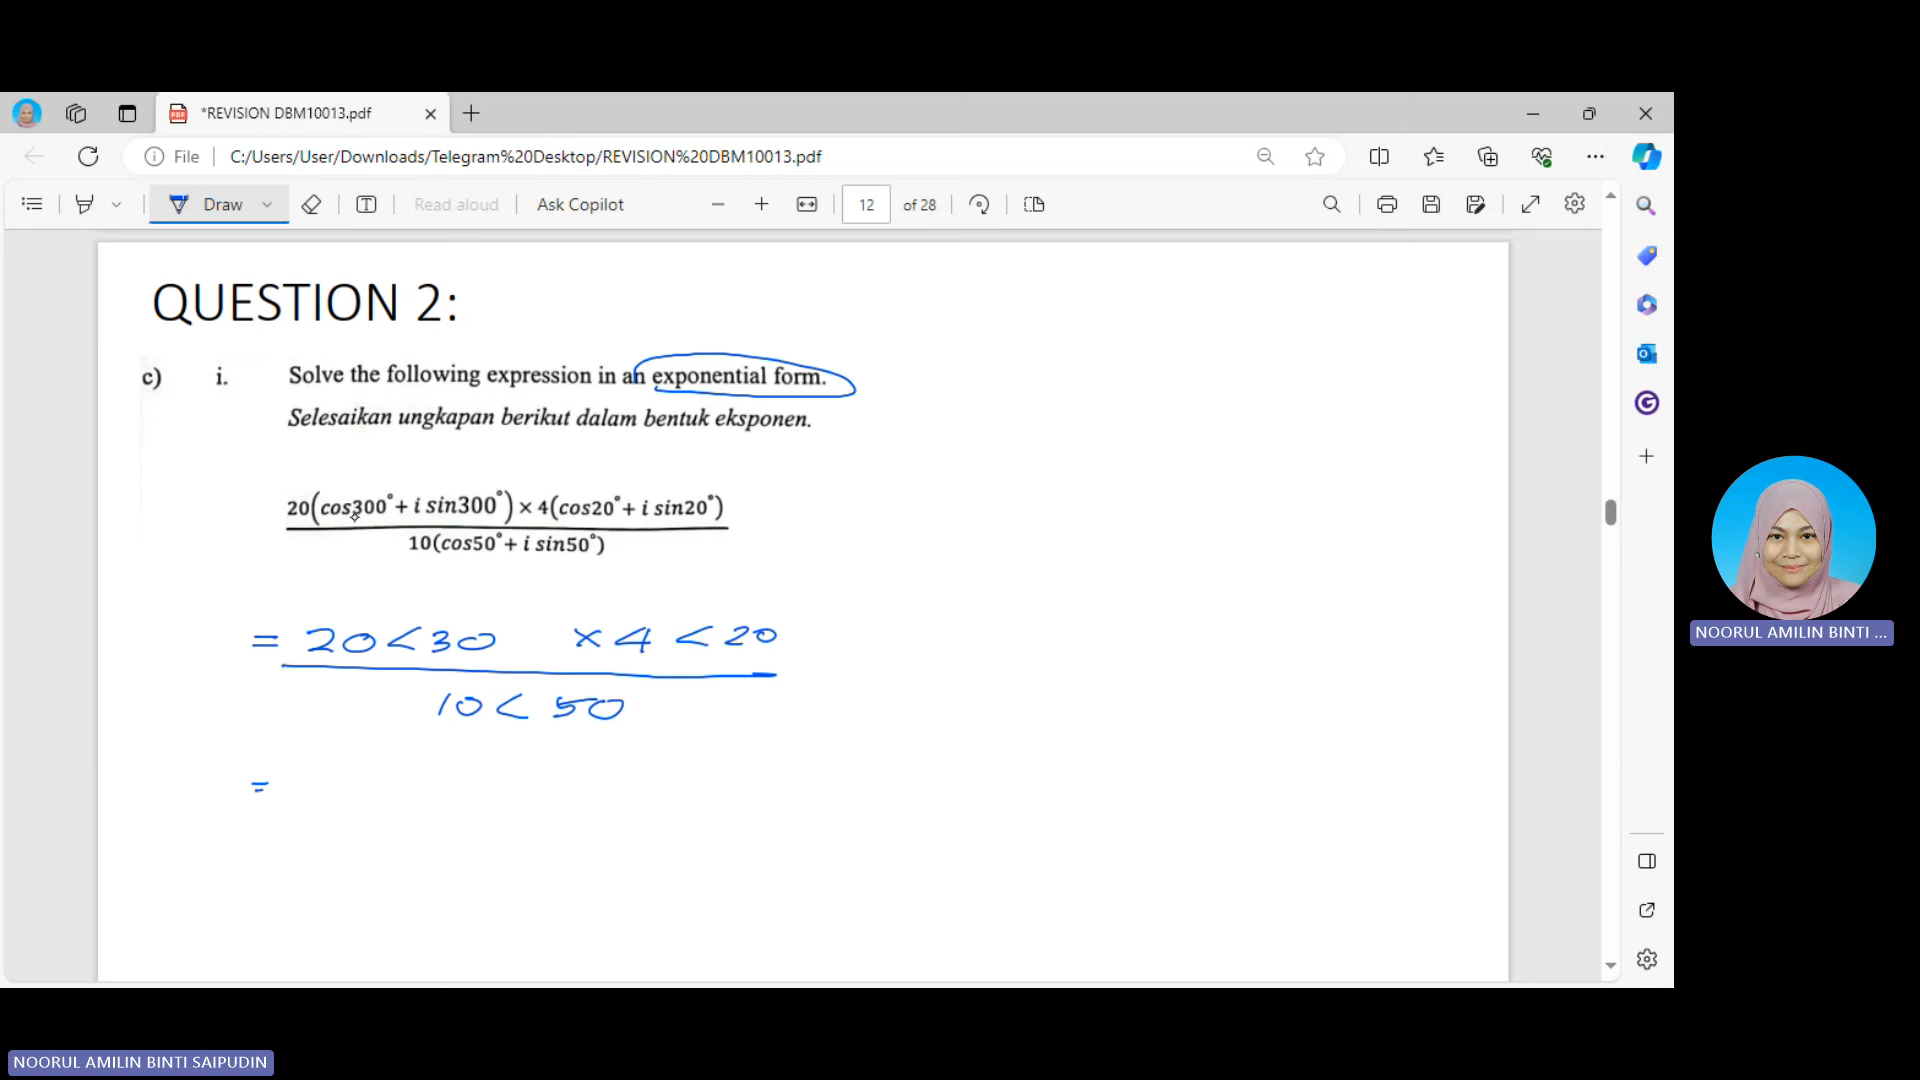 *REVISION DBM10013.pdf
File
C:/Users/User/Downloads/Telegram%20Desktop/REVISION%20DBM10013.pdf
Draw
Read aloud
Ask Copilot
12 of 28
QUESTION 2:
c) i. Solve the following expression in an exponential form.
Selesaikan ungkapan berikut dalam bentuk eksponen.
20(cos300°+ i sin300°) × 4(cos20°+ i sin20°)
10(cos50°+ i sin50°)
= 20<30 ×4 <20
10< 50
=
NOORUL AMILIN BINTI ...
NOORUL AMILIN BINTI SAIPUDIN